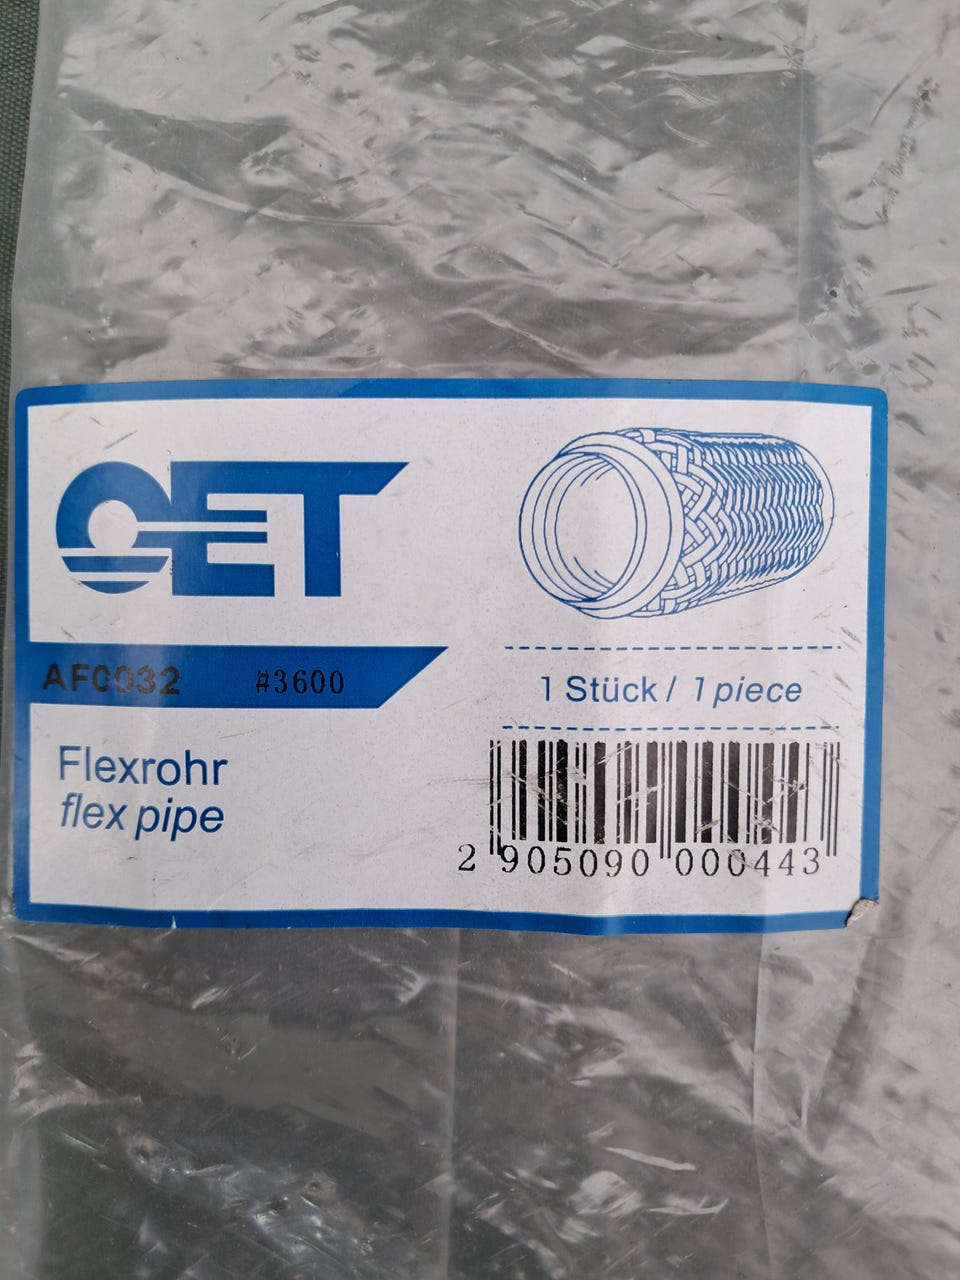 OET
AF0032 #3600
Flexrohr
flex pipe
1 Stück / 1 piece
2 905090 000443